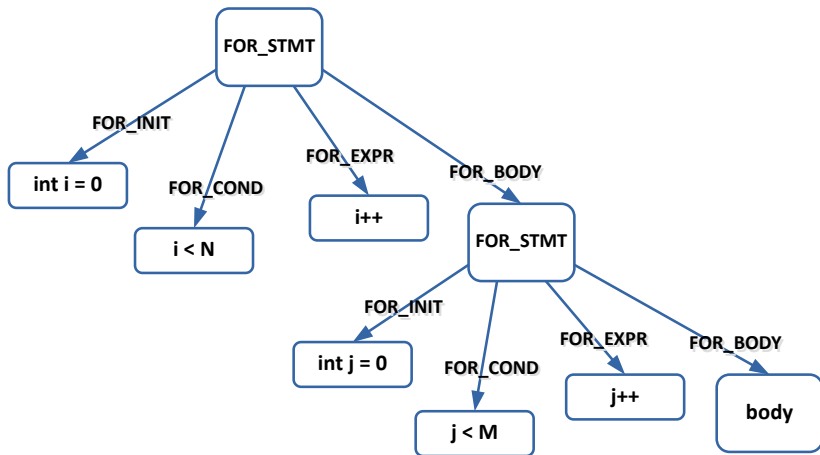 FOR_STMT
FOR_INIT
FOR_COND
FOR_EXPR
FOR_BODY
int i = 0
i < N
i++
FOR_STMT
FOR_INIT
FOR_COND
FOR_EXPR
FOR_BODY
int j = 0
j < M
j++
body